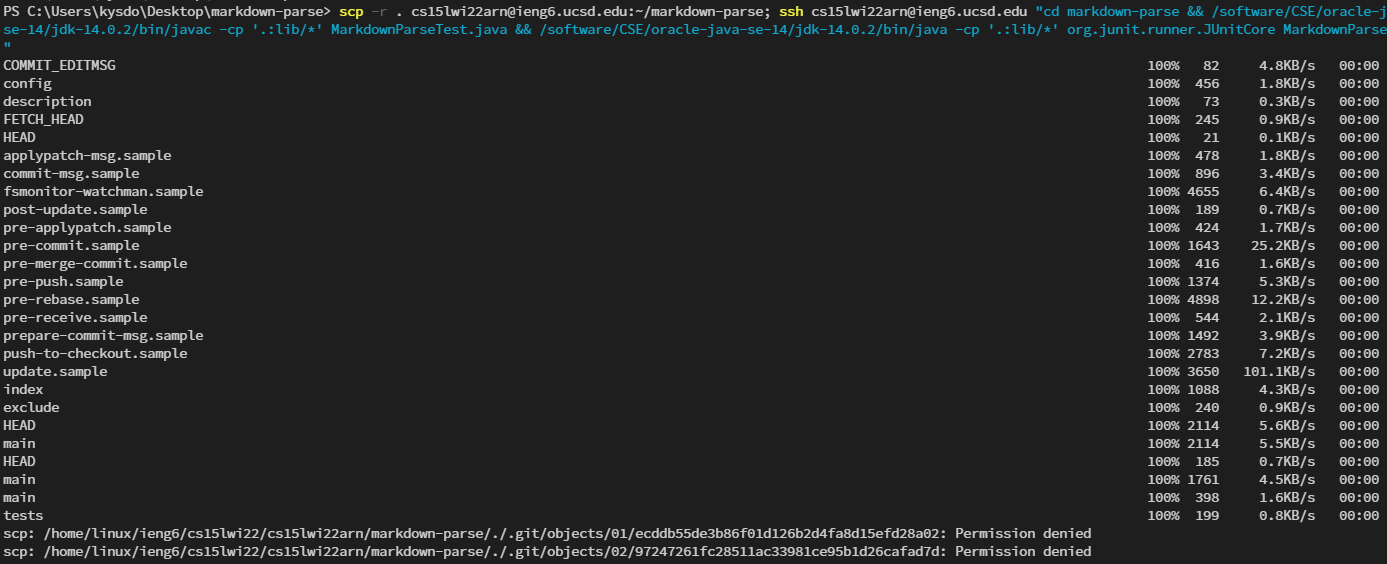 PS C:\Users\kysdo\Desktop\markdown-parse> scp -r . cs15lwi22arn@ieng6.ucsd.edu:~/markdown-parse; ssh cs15lwi22arn@ieng6.ucsd.edu "cd markdown-parse && /software/CSE/oracle-j
se-14/jdk-14.0.2/bin/javac -cp '.:lib/*' MarkdownParseTest.java && /software/CSE/oracle-java-se-14/jdk-14.0.2/bin/java -cp '.:lib/*' org.junit.runner.JUnitCore MarkdownParse
"
COMMIT_EDITMSG 100% 82 4.8KB/s 00:00
config 100% 456 1.8KB/s 00:00
description 100% 73 0.3KB/s 00:00
FETCH_HEAD 100% 245 0.9KB/s 00:00
HEAD 100% 21 0.1KB/s 00:00
applypatch-msg.sample 100% 478 1.8KB/s 00:00
commit-msg.sample 100% 896 3.4KB/s 00:00
fsmonitor-watchman.sample 100% 4655 6.4KB/s 00:00
post-update.sample 100% 189 0.7KB/s 00:00
pre-applypatch.sample 100% 424 1.7KB/s 00:00
pre-commit.sample 100% 1643 25.2KB/s 00:00
pre-merge-commit.sample 100% 416 1.6KB/s 00:00
pre-push.sample 100% 1374 5.3KB/s 00:00
pre-rebase.sample 100% 4898 12.2KB/s 00:00
pre-receive.sample 100% 544 2.1KB/s 00:00
prepare-commit-msg.sample 100% 1492 3.9KB/s 00:00
push-to-checkout.sample 100% 2783 7.2KB/s 00:00
update.sample 100% 3650 101.1KB/s 00:00
index 100% 1088 4.3KB/s 00:00
exclude 100% 240 0.9KB/s 00:00
HEAD 100% 2114 5.6KB/s 00:00
main 100% 2114 5.5KB/s 00:00
HEAD 100% 185 0.7KB/s 00:00
main 100% 1761 4.5KB/s 00:00
main 100% 398 1.6KB/s 00:00
tests 100% 199 0.8KB/s 00:00
scp: /home/linux/ieng6/cs15lwi22/cs15lwi22arn/markdown-parse/./.git/objects/01/ecddb55de3b86f01d126b2d4fa8d15efd28a02: Permission denied
scp: /home/linux/ieng6/cs15lwi22/cs15lwi22arn/markdown-parse/./.git/objects/02/97247261fc28511ac33981ce95b1d26cafad7d: Permission denied